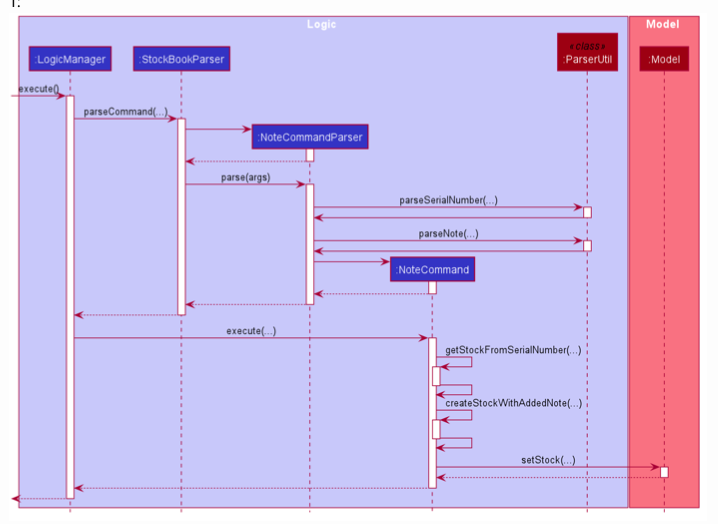 1:
Logic
Model
«class»
:LogicManager
:StockBookParser
:ParserUtil
:Model
execute()
parseCommand(...)
:NoteCommandParser
parse(args)
parseSerialNumber(...)
parseNote(...)
:NoteCommand
execute(...)
getStockFromSerialNumber(...)
createStockWithAddedNote(...)
setStock(...)